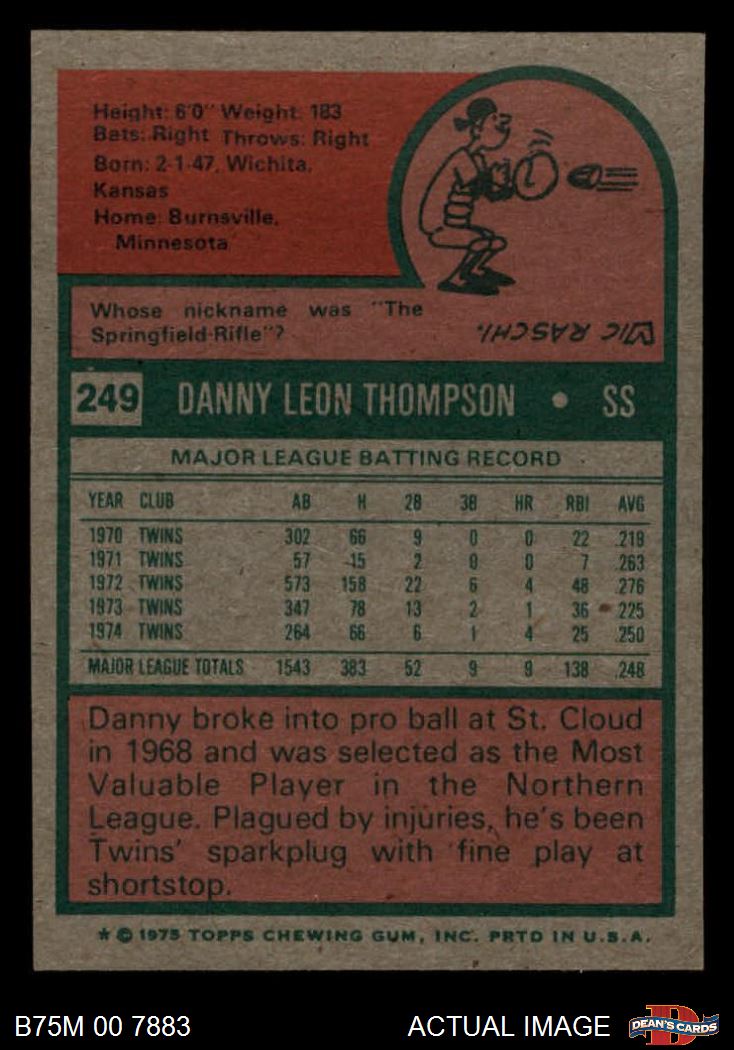 Height: 6'0" Weight: 183
Bats: Right Throws: Right
Born: 2-1-47, Wichita,
Kansas
Home: Burnsville,
Minnesota
Whose nickname was "The
Springfield-Rifle"?
VIC RASCHI.
249 DANNY LEON THOMPSON • SS
MAJOR LEAGUE BATTING RECORD
YEAR CLUB AB H 2B 3B HR RBI AVG
1970 TWINS 302 66 9 0 0 22 .219
1971 TWINS 57 15 2 0 0 7 .263
1972 TWINS 573 158 22 6 4 48 .276
1973 TWINS 347 78 13 2 1 36 .225
1974 TWINS 264 66 6 1 4 25 .250
MAJOR LEAGUE TOTALS 1543 383 52 9 9 138 .248
Danny broke into pro ball at St. Cloud
in 1968 and was selected as the Most
Valuable Player in the Northern
League. Plagued by injuries, he's been
Twins' sparkplug with fine play at
shortstop.
* © 1975 TOPPS CHEWING GUM, INC. PRTD IN U.S.A.
B75M 00 7883 ACTUAL IMAGE DEAN'S CARDS